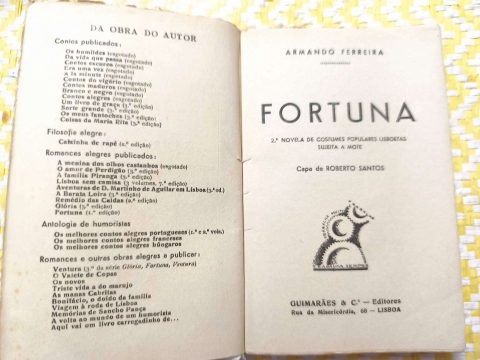 DA OBRA DO AUTOR
Contos publicados:
Os humildes (esgotado)
Da vida que passa (esgotado)
Contos escuros (esgotado)
Era uma vez (esgotado)
A la minute (esgotado)
Contos do vigário (esgotado)
Contos maduros (esgotado)
Branco e negro (esgotado)
Contos alegres (esgotado)
Um livro de graça (5.ª edição)
Sorte grande (5.ª edição)
Os meus fantoches (3.ª edição)
Coisas da Maria Rita (3.ª edição)
Filosofia alegre:
Caixinha de rapé (2.ª edição)
Romances alegres publicados:
A menina dos olhos castanhos (esgotado)
O amor de Perdigão (3.ª edição)
A família Piranga (5.ª edição)
Lisboa sem camisa (3 volumes, 7.ª edição)
Aventuras de D. Martinho de Aguilar em Lisboa (3.ª ed.)
A Barata Loira (3.ª edição)
Remédio das Caídas (2.ª edição)
Glória (3.ª edição)
Fortuna (1.ª edição)
Antologia de humoristas
Os melhores contos alegres portugueses (1.º e 2.º vols.)
Os melhores contos alegres franceses
Os melhores contos alegres húngaros
Romances e outras obras alegres a publicar:
Ventura (3.ª da série Glória, Fortuna, Ventura)
O Valete de Copas
Os novos
Triste vida a do marujo
As manas Cabritas
Bonifácio, o doido da família
Viagem à roda de Lisboa
Memórias de Sancho Pança
A volta ao mundo de um humorista
Aqui vai um livro carregadinho de...
ARMANDO FERREIRA
FORTUNA
2.ª NOVELA DE COSTUMES POPULARES LISBOETAS
SUJEITA A MOTE
Capa de ROBERTO SANTOS
GUIMARÃES & C.ª - Editores
Rua da Misericórdia, 68 - LISBOA